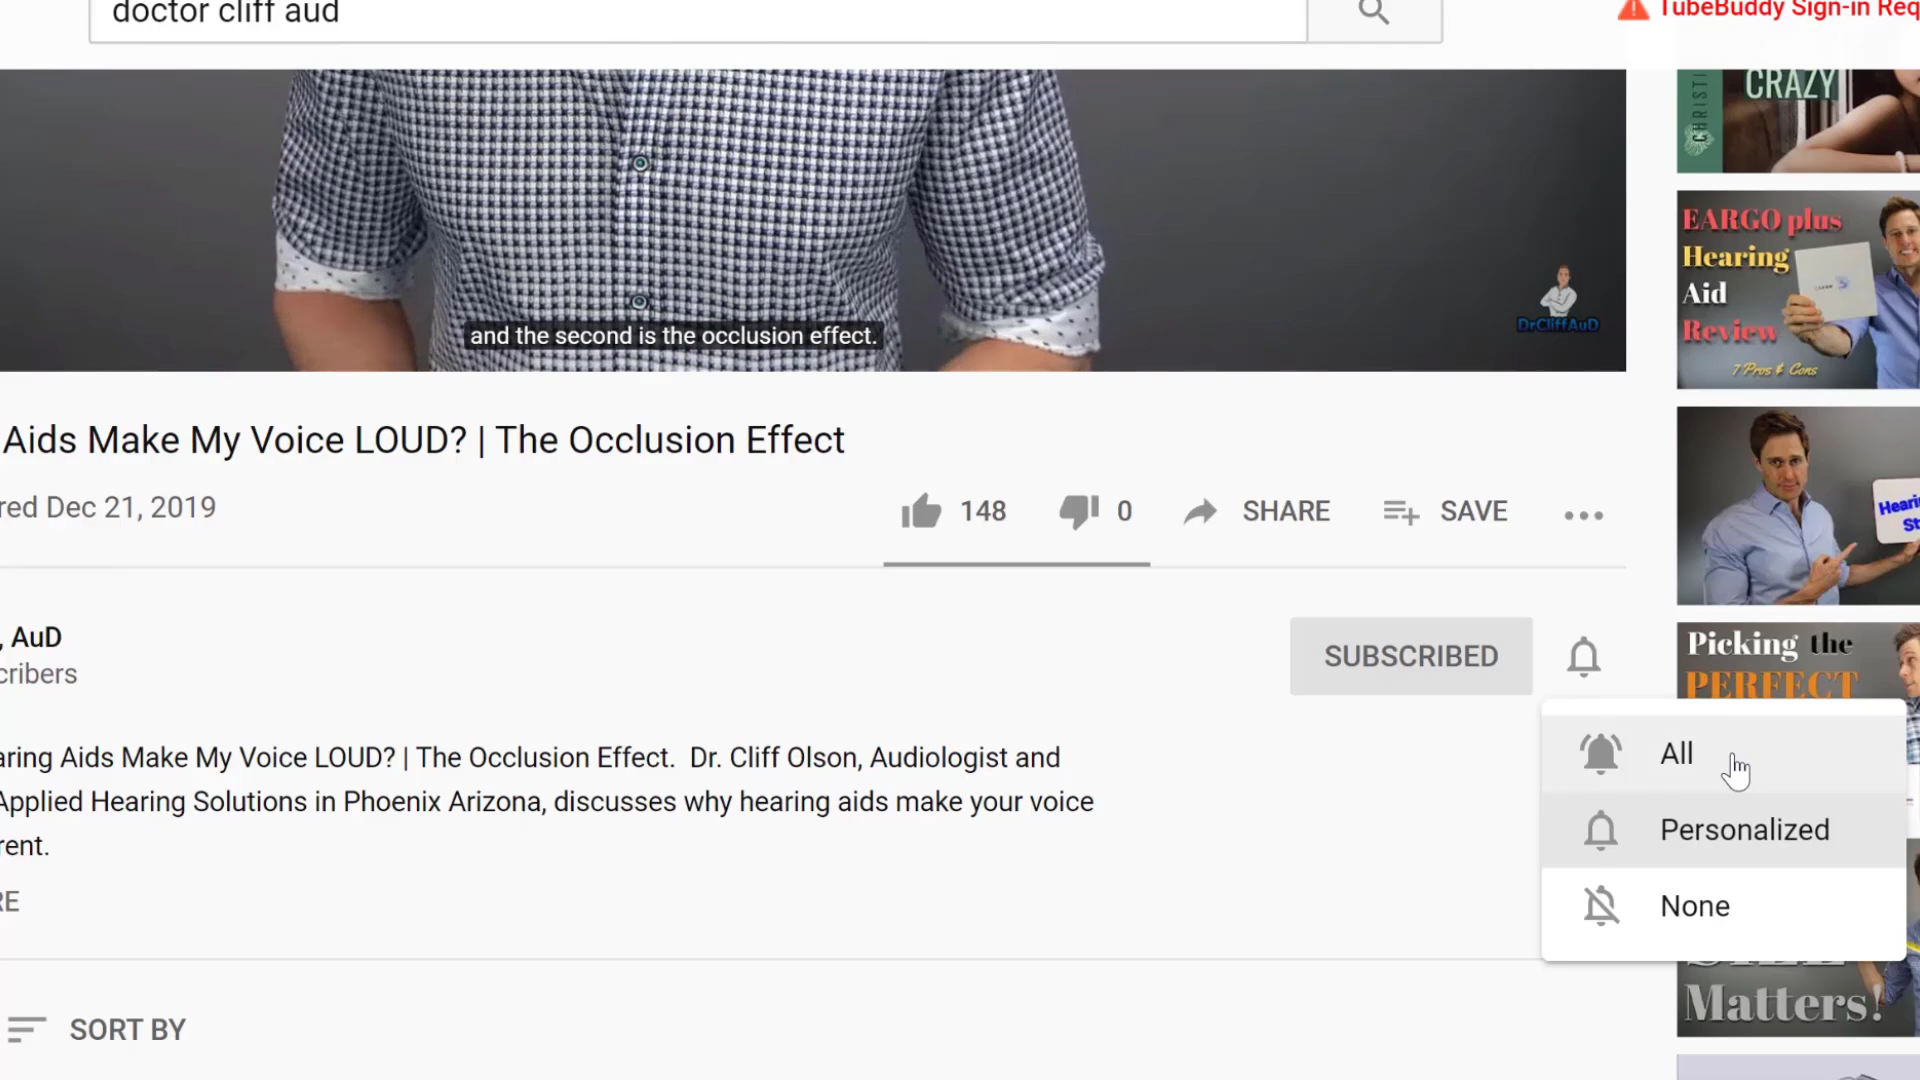 doctor cliff aud
TubeBuddy Sign-in Req
CHRISTI
CRAZY
EARGO plus
Hearing
Aid
Review
7 Pros & Cons
DrCliffAuD
and the second is the occlusion effect.
Aids Make My Voice LOUD? | The Occlusion Effect
red Dec 21, 2019
148
0
SHARE
SAVE
Hearin
St
, AuD
cribers
SUBSCRIBED
Picking the
PERFECT
All
Personalized
None
aring Aids Make My Voice LOUD? | The Occlusion Effect. Dr. Cliff Olson, Audiologist and
Applied Hearing Solutions in Phoenix Arizona, discusses why hearing aids make your voice
rent.
RE
Matters!
SORT BY